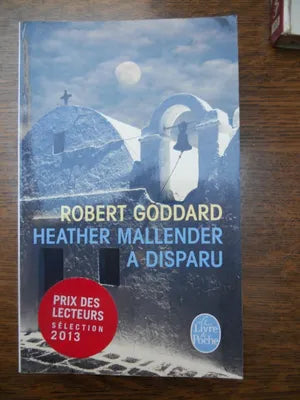 ROBERT GODDARD
HEATHER MALLENDER
A DISPARU
PRIX DES
LECTEURS
SÉLECTION
2013
Le
Livre
de
Poche